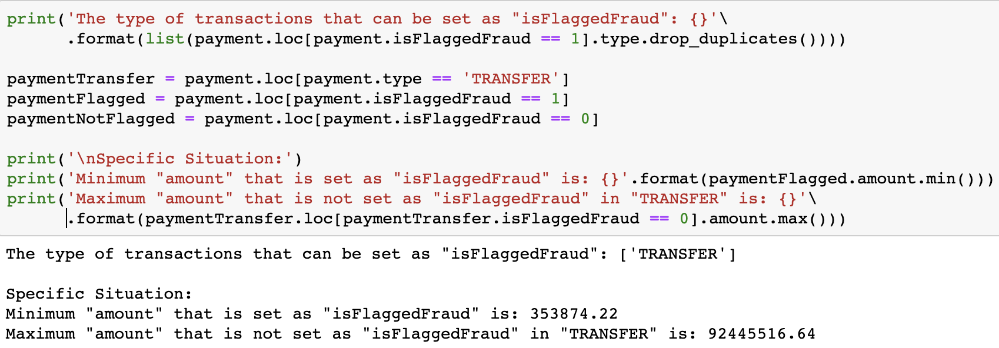 print('The type of transactions that can be set as "isFlaggedFraud": {}'\
      .format(list(payment.loc[payment.isFlaggedFraud == 1].type.drop_duplicates())))
paymentTransfer = payment.loc[payment.type == 'TRANSFER']
paymentFlagged = payment.loc[payment.isFlaggedFraud == 1]
paymentNotFlagged = payment.loc[payment.isFlaggedFraud == 0]
print('\nSpecific Situation:')
print('Minimum "amount" that is set as "isFlaggedFraud" is: {}'.format(paymentFlagged.amount.min()))
print('Maximum "amount" that is not set as "isFlaggedFraud" in "TRANSFER" is: {}'\
      .format(paymentTransfer.loc[paymentTransfer.isFlaggedFraud == 0].amount.max()))
The type of transactions that can be set as "isFlaggedFraud": ['TRANSFER']
Specific Situation:
Minimum "amount" that is set as "isFlaggedFraud" is: 353874.22
Maximum "amount" that is not set as "isFlaggedFraud" in "TRANSFER" is: 92445516.64